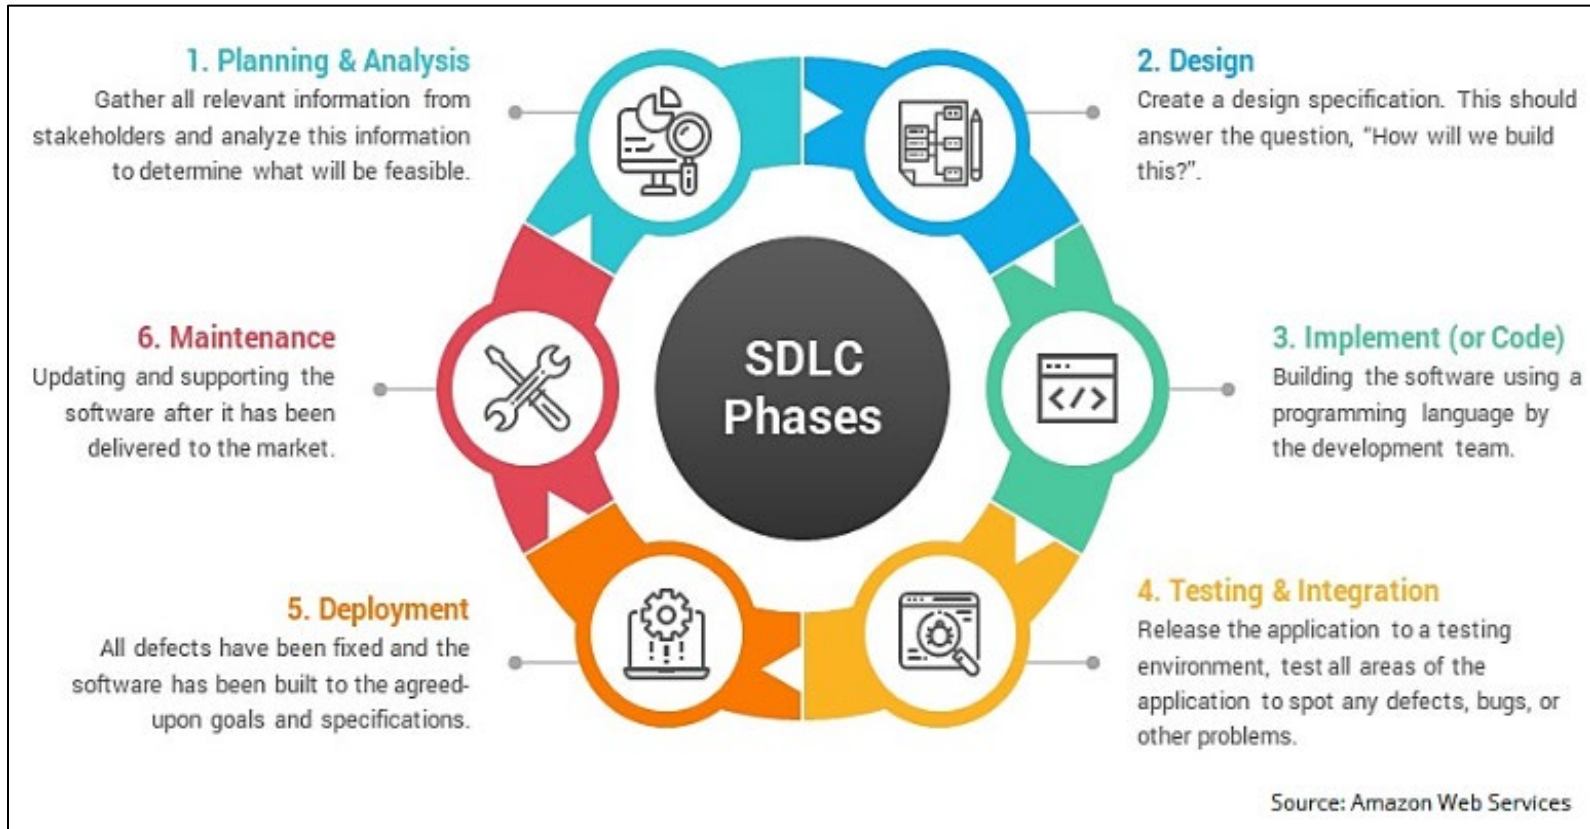 1. Planning & Analysis
Gather all relevant information from
stakeholders and analyze this information
to determine what will be feasible.
2. Design
Create a design specification. This should
answer the question, “How will we build
this?”.
3. Implement (or Code)
Building the software using a
programming language by
the development team.
4. Testing & Integration
Release the application to a testing
environment, test all areas of the
application to spot any defects, bugs, or
other problems.
5. Deployment
All defects have been fixed and the
software has been built to the agreed-
upon goals and specifications.
6. Maintenance
Updating and supporting the
software after it has been
delivered to the market.
SDLC
Phases
</>
Source: Amazon Web Services